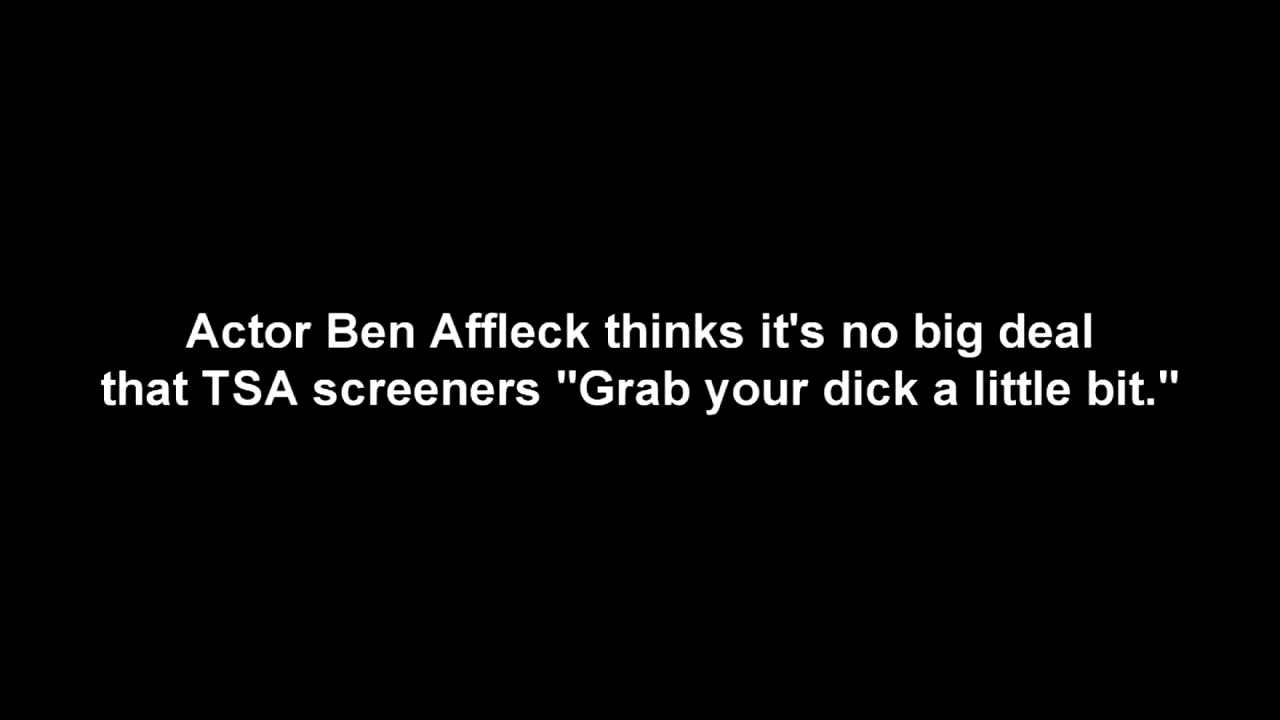 Actor Ben Affleck thinks it's no big deal
that TSA screeners "Grab your dick a little bit."